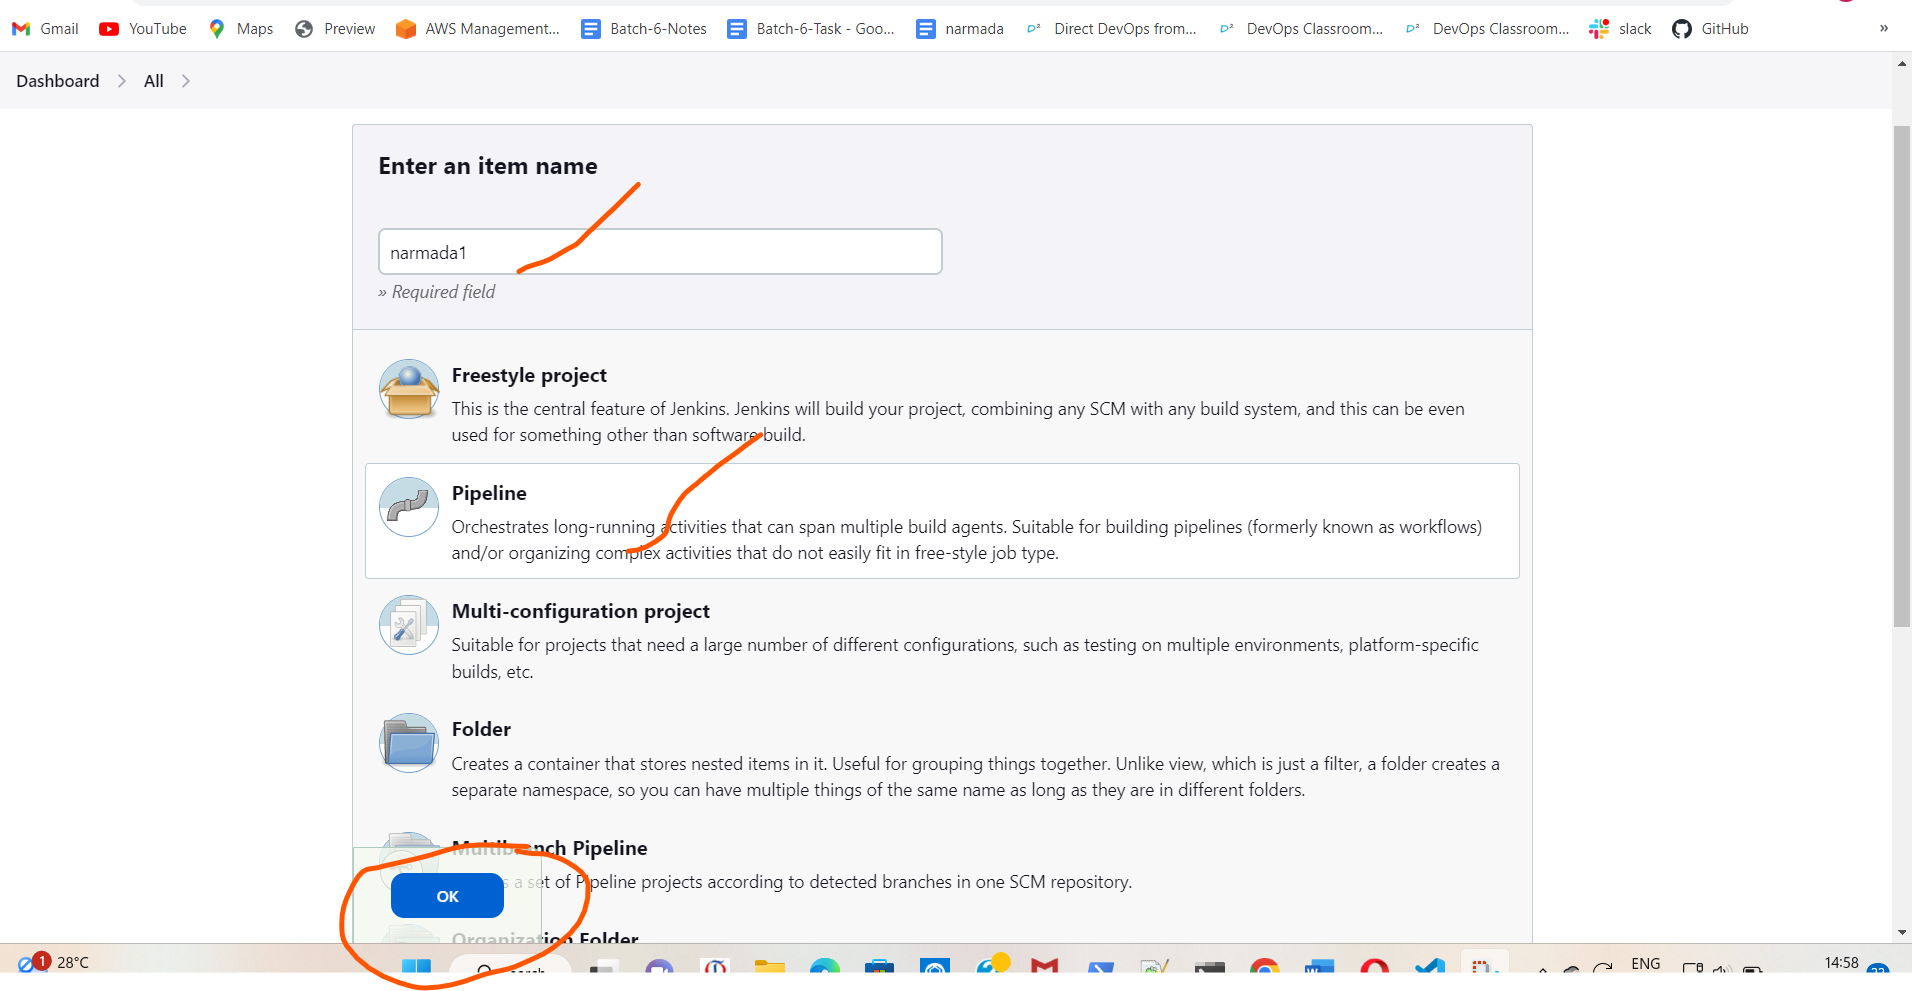 Gmail YouTube Maps Preview AWS Management... Batch-6-Notes Batch-6-Task - Goo... narmada D² Direct DevOps from... D² DevOps Classroom... D² DevOps Classroom... slack GitHub »
Dashboard All
Enter an item name
narmada1
» Required field
Freestyle project
This is the central feature of Jenkins. Jenkins will build your project, combining any SCM with any build system, and this can be even
used for something other than software build.
Pipeline
Orchestrates long-running activities that can span multiple build agents. Suitable for building pipelines (formerly known as workflows)
and/or organizing complex activities that do not easily fit in free-style job type.
Multi-configuration project
Suitable for projects that need a large number of different configurations, such as testing on multiple environments, platform-specific
builds, etc.
Folder
Creates a container that stores nested items in it. Useful for grouping things together. Unlike view, which is just a filter, a folder creates a
separate namespace, so you can have multiple things of the same name as long as they are in different folders.
Multibranch Pipeline
a set of Pipeline projects according to detected branches in one SCM repository.
OK
Organization Folder
1 28°C
ENG
14:58